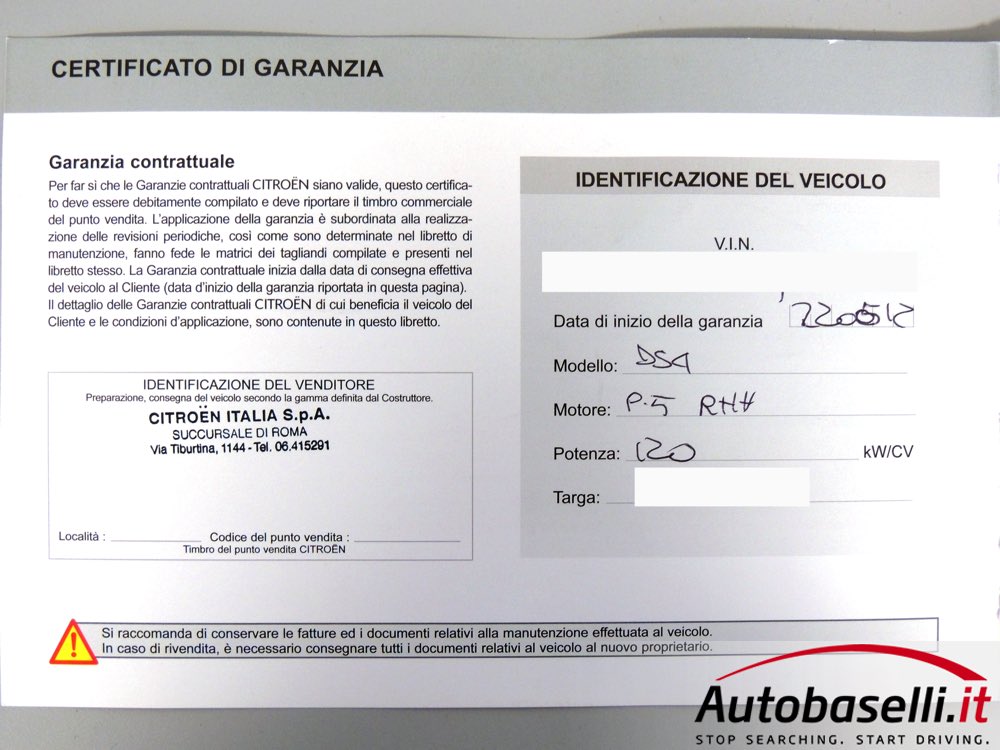 CERTIFICATO DI GARANZIA
Garanzia contrattuale
Per far sì che le Garanzie contrattuali CITROËN siano valide, questo certifica-
to deve essere debitamente compilato e deve riportare il timbro commerciale
del punto vendita. L'applicazione della garanzia è subordinata alla realizza-
zione delle revisioni periodiche, così come sono determinate nel libretto di
manutenzione, fanno fede le matrici dei tagliandi compilate e presenti nel
libretto stesso. La Garanzia contrattuale inizia dalla data di consegna effettiva
del veicolo al Cliente (data d'inizio della garanzia riportata in questa pagina).
Il dettaglio delle Garanzie contrattuali CITROËN di cui beneficia il veicolo del
Cliente e le condizioni d'applicazione, sono contenute in questo libretto.
IDENTIFICAZIONE DEL VENDITORE
Preparazione, consegna del veicolo secondo la gamma definita dal Costruttore.
CITROËN ITALIA S.p.A.
SUCCURSALE DI ROMA
Via Tiburtina, 1144 - Tel. 06.415291
Località :
Codice del punto vendita :
Timbro del punto vendita CITROËN
IDENTIFICAZIONE DEL VEICOLO
V.I.N.
Data di inizio della garanzia 220512
Modello: DS4
Motore: P.5 RHH
Potenza: 120 kW/CV
Targa:
Si raccomanda di conservare le fatture ed i documenti relativi alla manutenzione effettuata al veicolo.
In caso di rivendita, è necessario consegnare tutti i documenti relativi al veicolo al nuovo proprietario.
Autobaselli.it
STOP SEARCHING. START DRIVING.